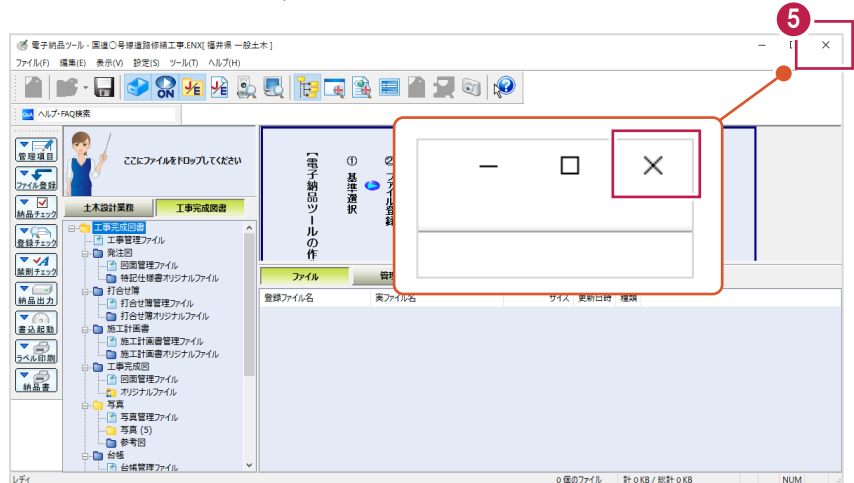 5
電子納品ツール - 国道〇号線道路修繕工事.ENX[ 福井県 一般土木 ]
ファイル(F) 編集(E) 表示(V) 設定(S) ツール(T) ヘルプ(H)
ON
QaA ヘルプ・FAQ検索
管理項目
ファイル登録
納品チェック
登録チェック
禁則チェック
納品出力
書込起動
ラベル印刷
納品書
ここにファイルをドロップしてください
土木設計業務 工事完成図書
工事完成図書
工事管理ファイル
発注図
図面管理ファイル
特記仕様書オリジナルファイル
打合せ簿
打合せ簿管理ファイル
打合せ簿オリジナルファイル
施工計画書
施工計画書管理ファイル
施工計画書オリジナルファイル
工事完成図
図面管理ファイル
オリジナルファイル
写真
写真管理ファイル
写真 (5)
参考図
台帳
台帳管理ファイル
【電子納品ツールの作
① 基準選択
② ファイル登録
ファイル 管理
登録ファイル名 実ファイル名 サイズ 更新日時 種類
レディ 0 個のファイル 計 0 KB / 総計 0 KB NUM